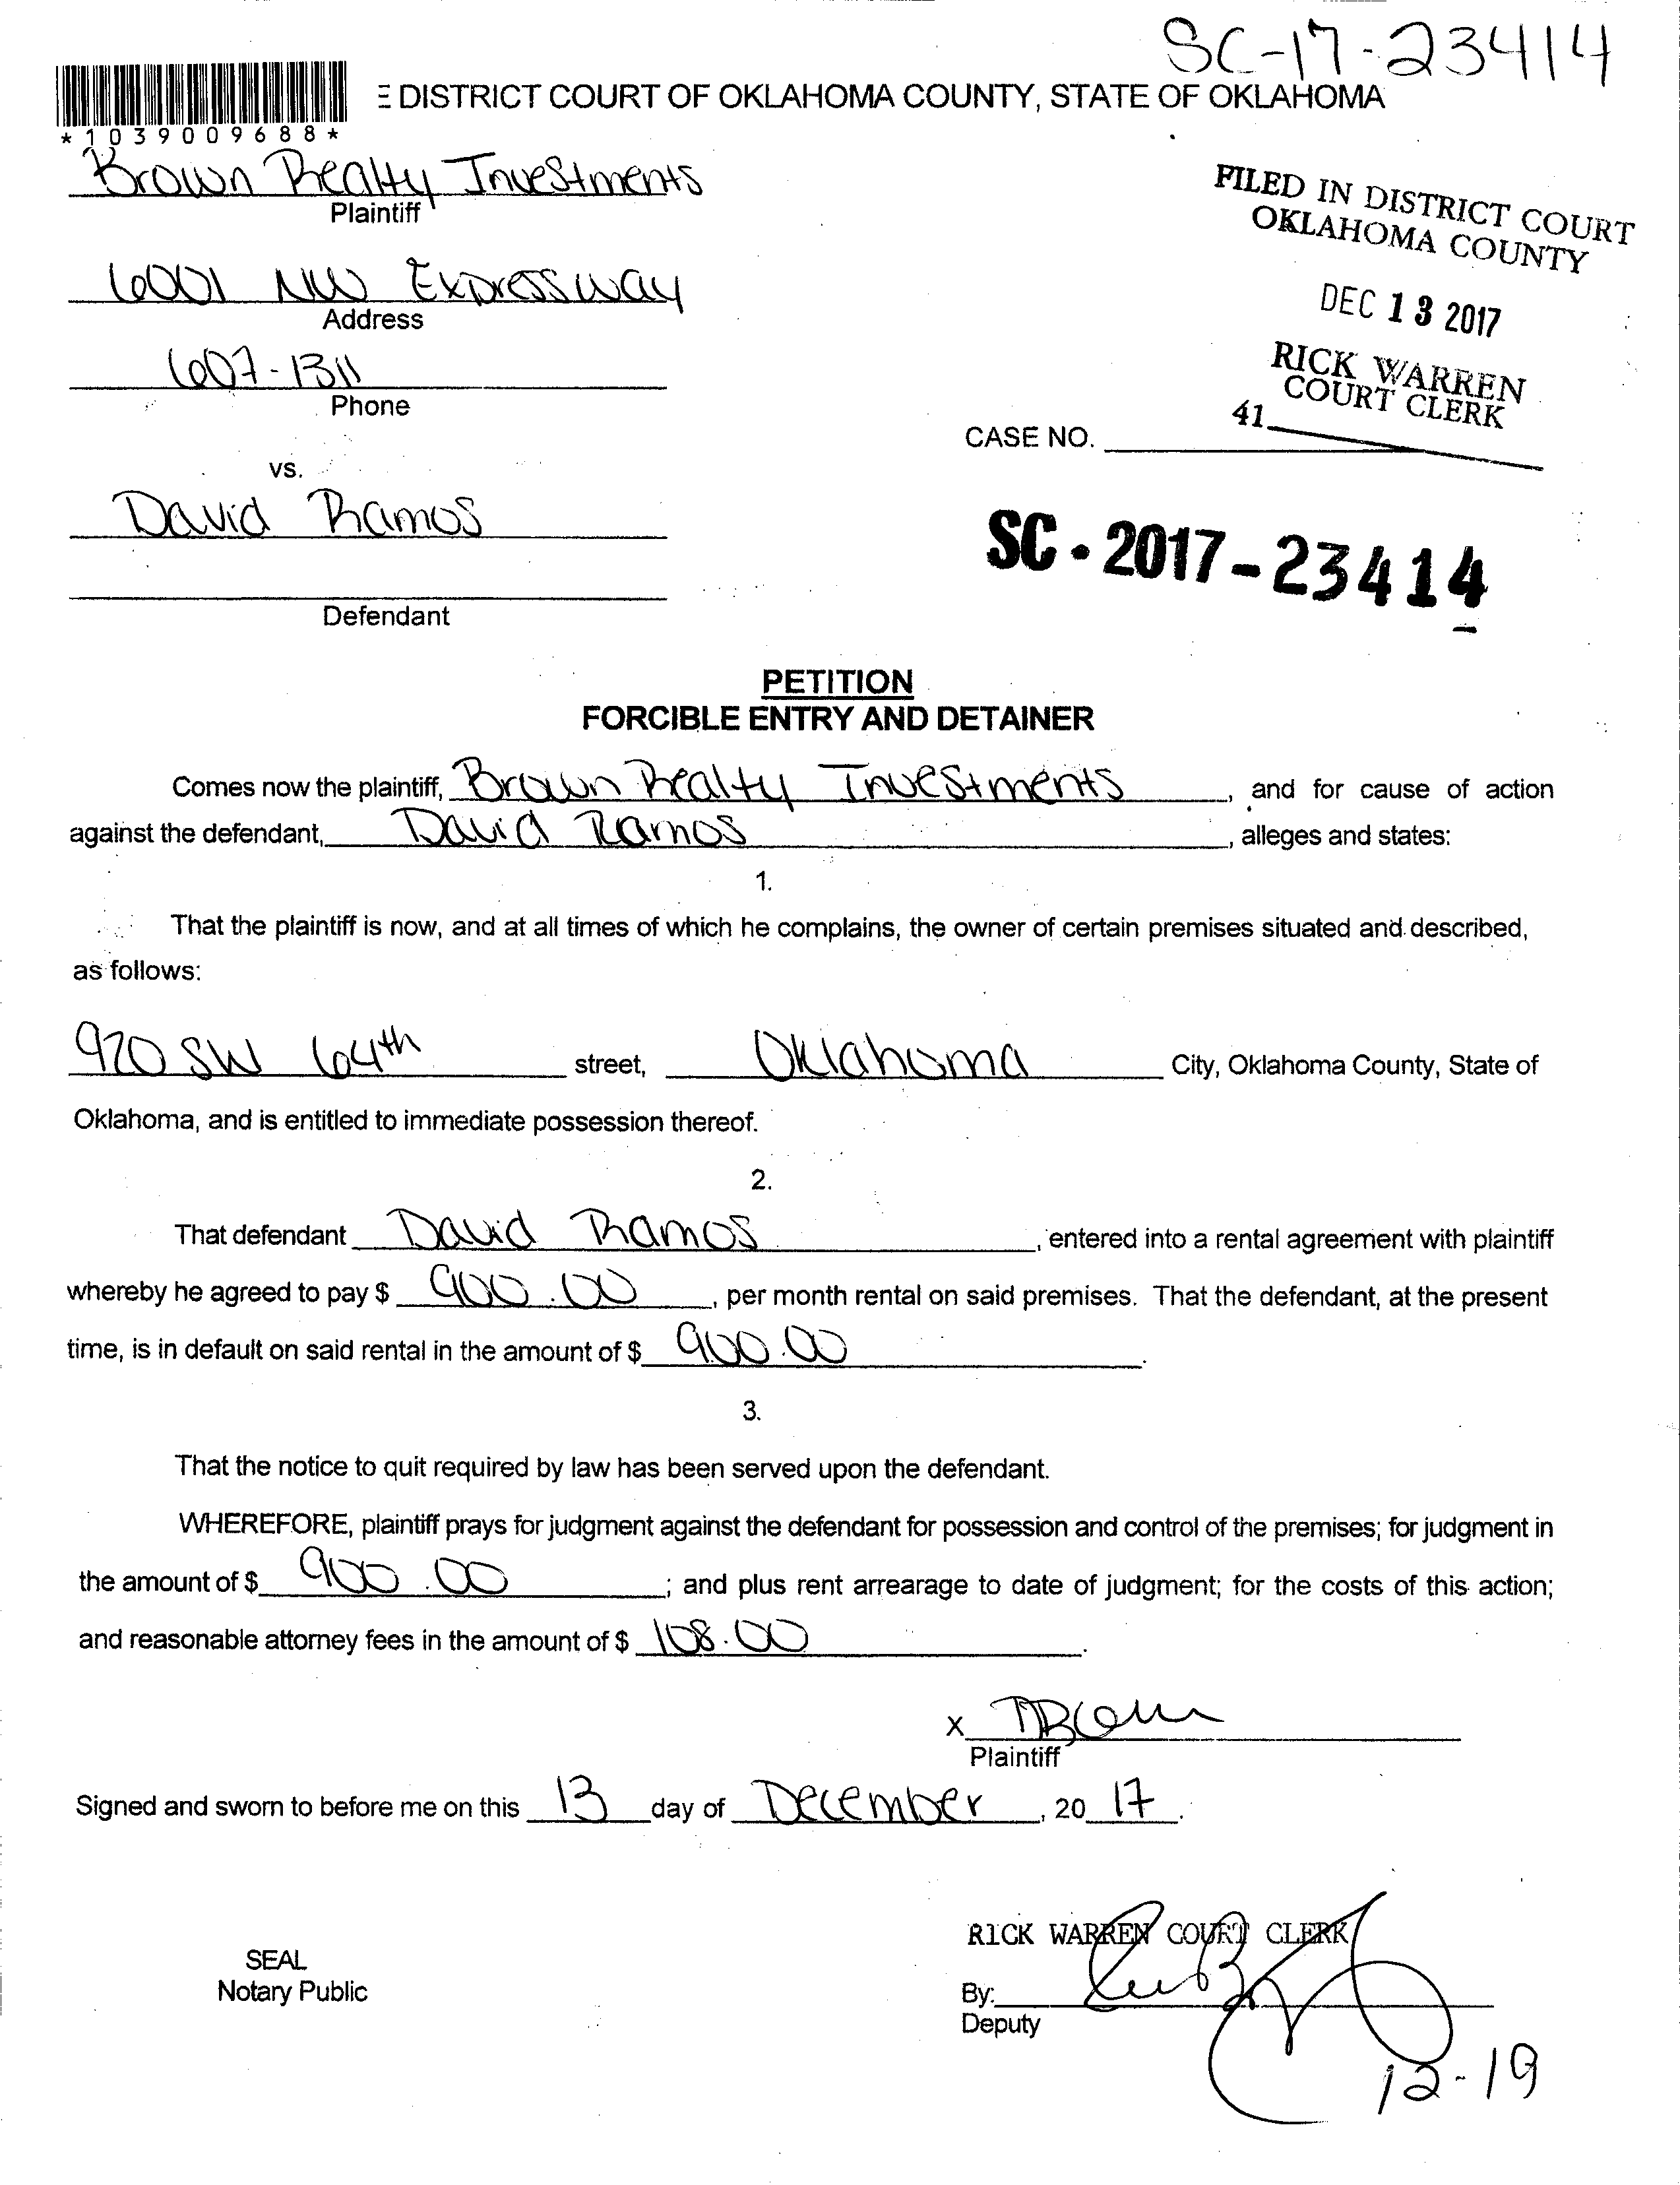 SC-17-23414
E DISTRICT COURT OF OKLAHOMA COUNTY, STATE OF OKLAHOMA
*1039009688*
Brown Realty Investments
Plaintiff
FILED IN DISTRICT COURT
OKLAHOMA COUNTY
6001 NW Expressway
Address
DEC 13 2017
607-1311
Phone
RICK WARREN
COURT CLERK
41
CASE NO.
vs.
David Ramos
SC-2017-23414
Defendant
PETITION
FORCIBLE ENTRY AND DETAINER
Comes now the plaintiff, Brown Realty Investments, and for cause of action
against the defendant, David Ramos, alleges and states:
1.
That the plaintiff is now, and at all times of which he complains, the owner of certain premises situated and described,
as follows:
920 SW 64th street, Oklahoma City, Oklahoma County, State of
Oklahoma, and is entitled to immediate possession thereof.
2.
That defendant David Ramos, entered into a rental agreement with plaintiff
whereby he agreed to pay $ 900.00, per month rental on said premises. That the defendant, at the present
time, is in default on said rental in the amount of $ 900.00.
3.
That the notice to quit required by law has been served upon the defendant.
WHEREFORE, plaintiff prays for judgment against the defendant for possession and control of the premises; for judgment in
the amount of $ 900.00; and plus rent arrearage to date of judgment; for the costs of this action;
and reasonable attorney fees in the amount of $ 108.00.
X
Plaintiff
Signed and sworn to before me on this 13 day of December, 20 17.
RICK WARREN COURT CLERK
SEAL
Notary Public
By:
Deputy
12-19